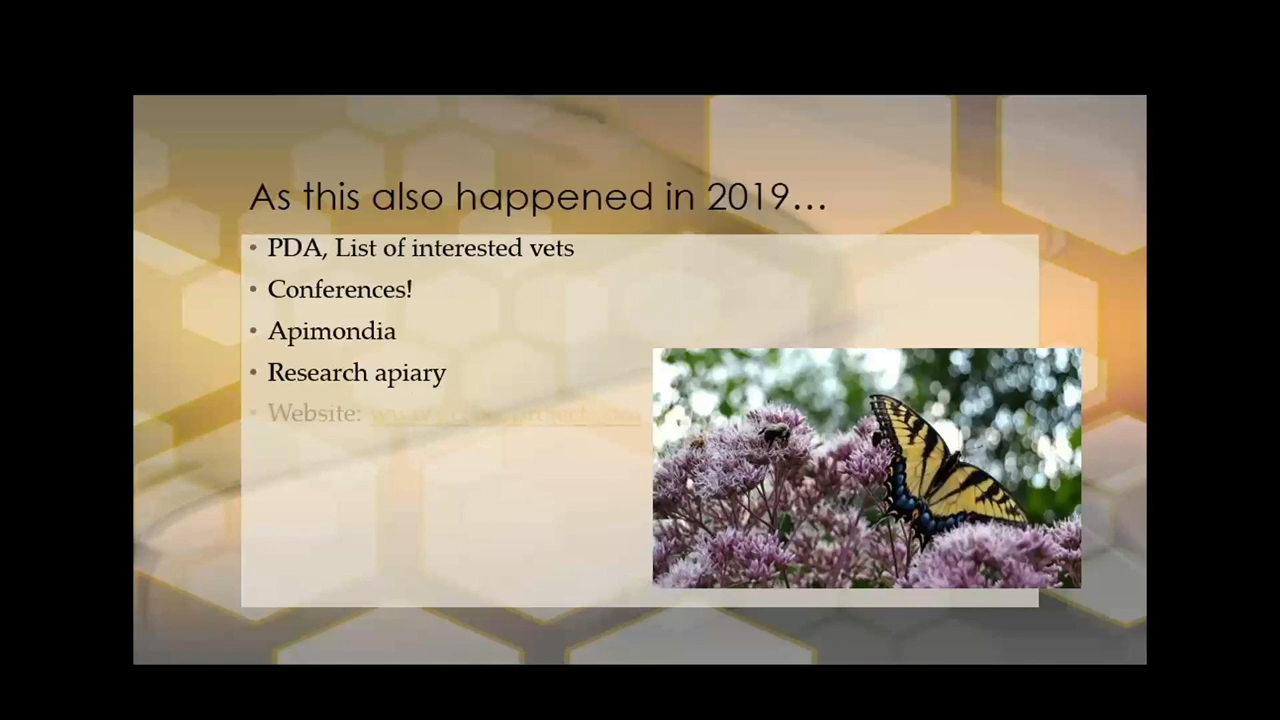 As this also happened in 2019…
• PDA, List of interested vets
• Conferences!
• Apimondia
• Research apiary
• Website: